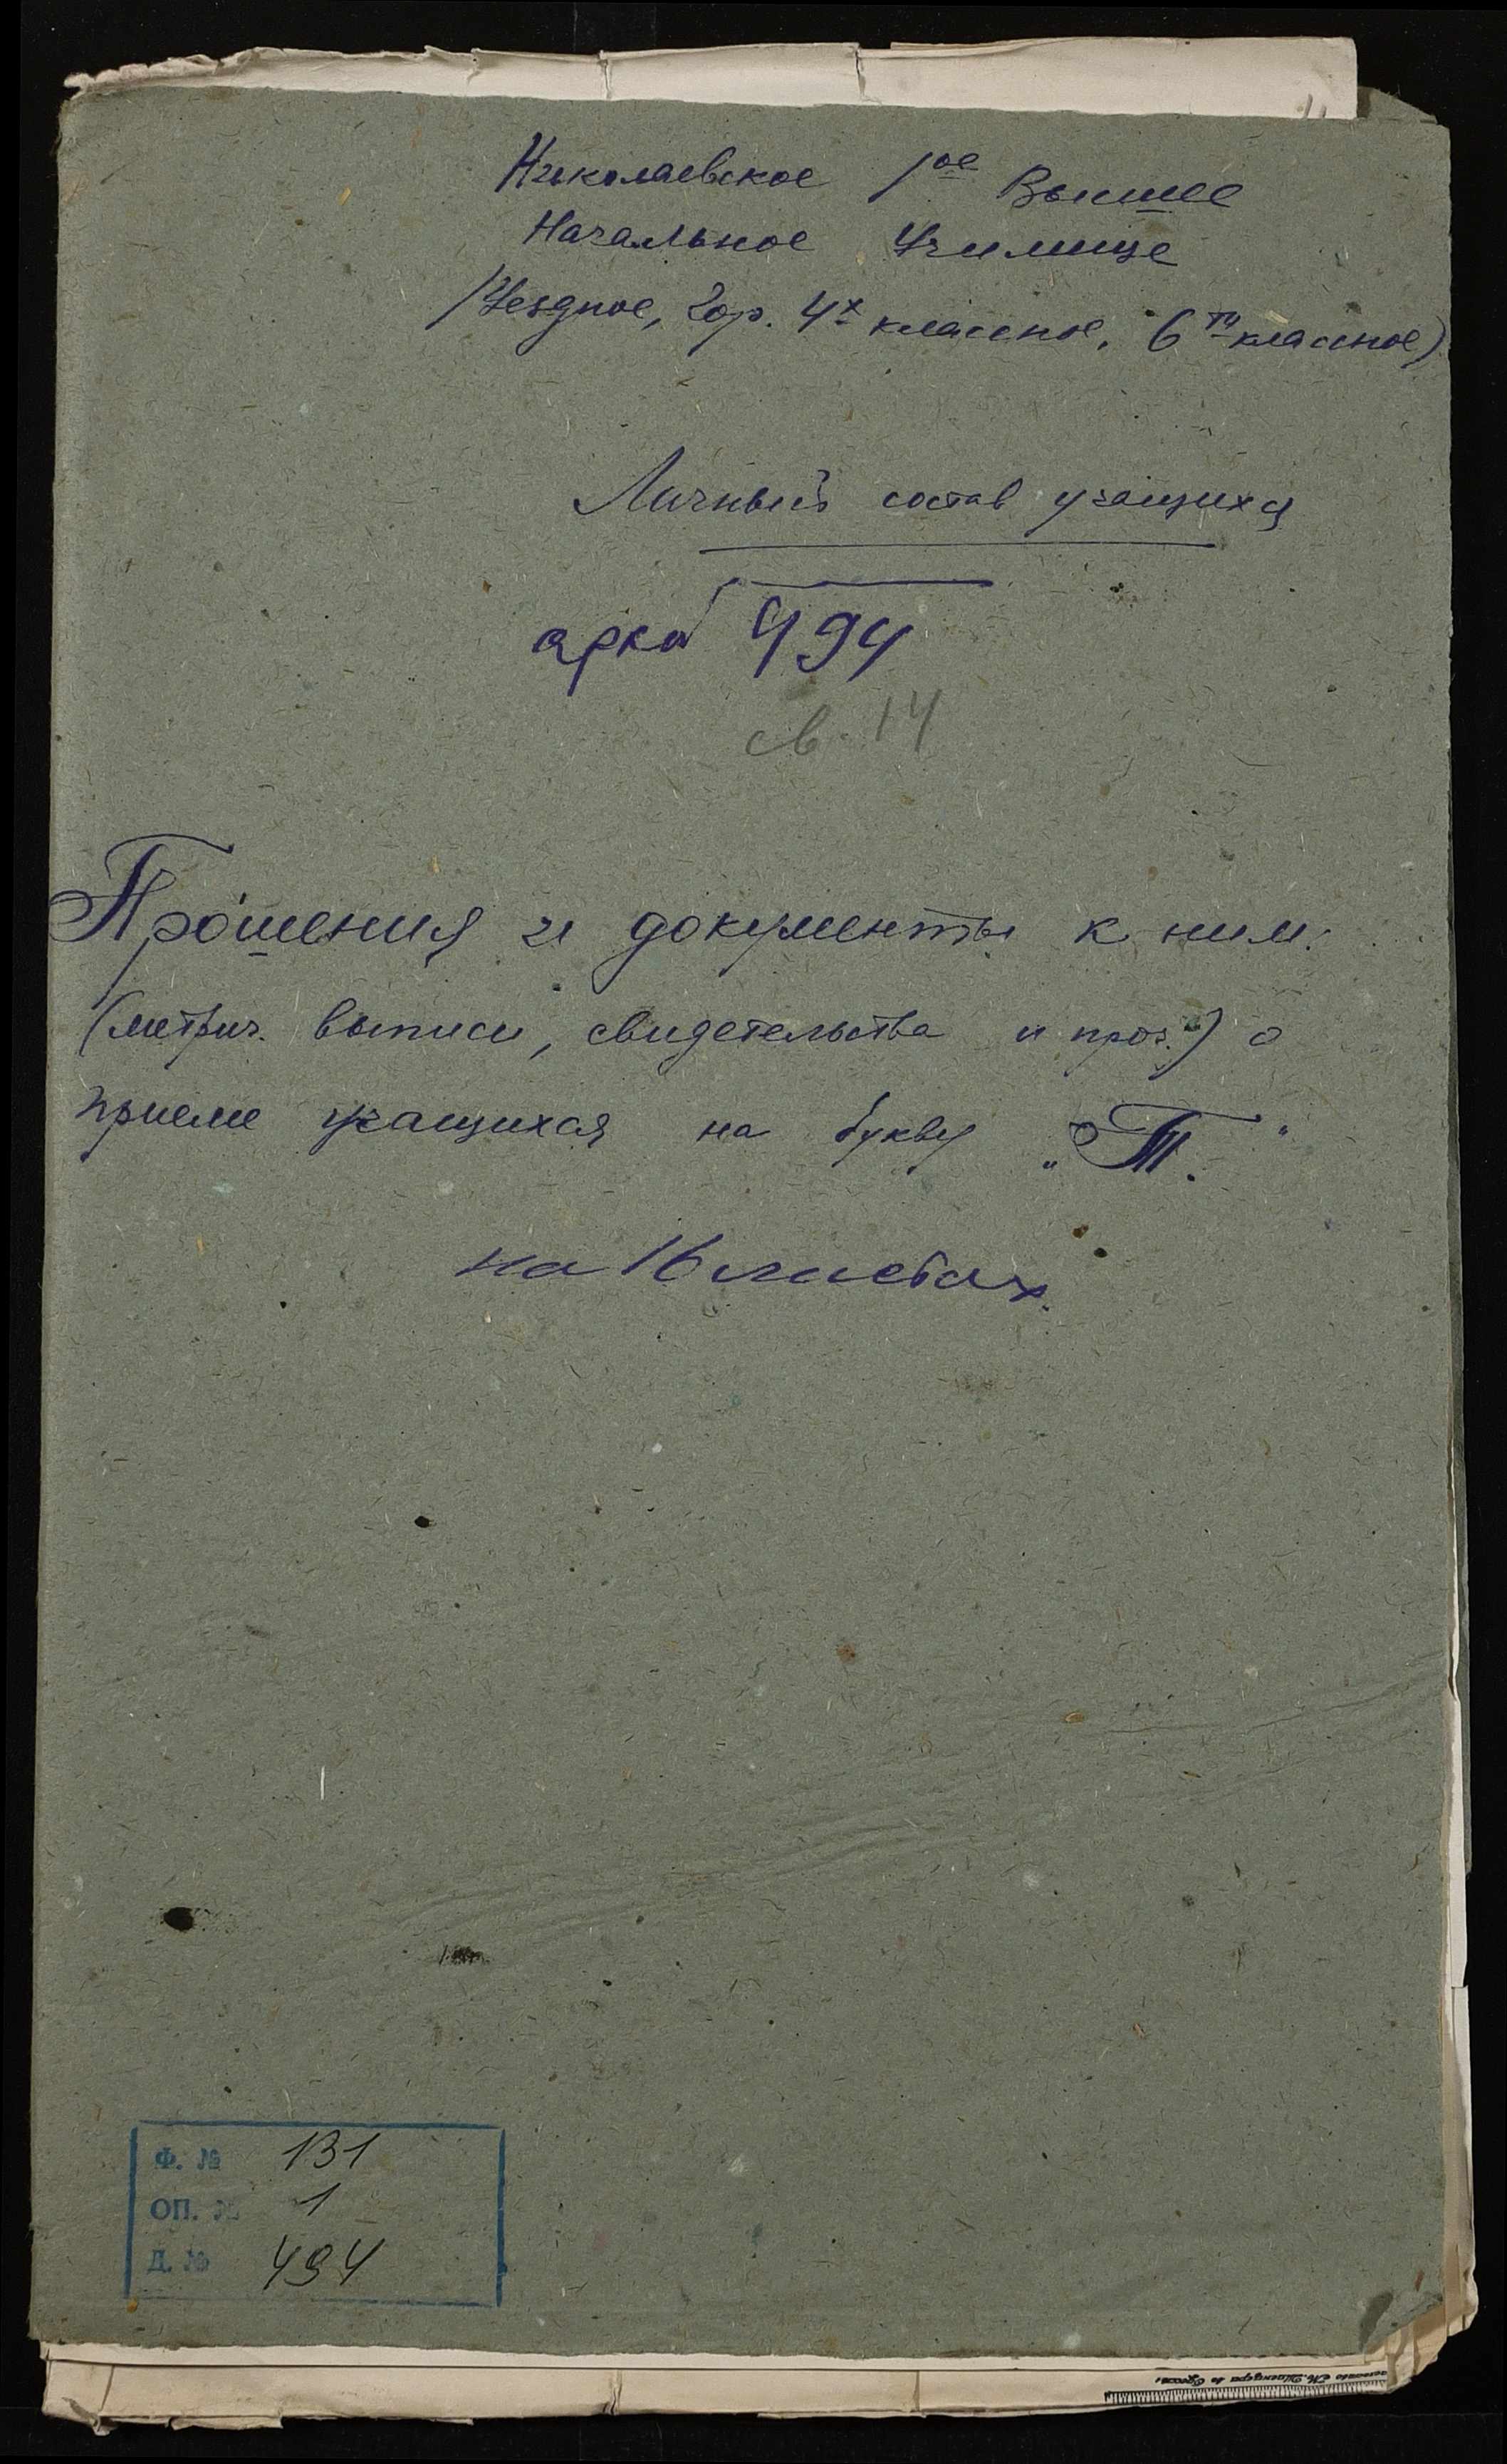 Николаевское 1ое Высшее
Начальное Училище
(Уездное, Гор. 4х классное, 6ти классное)
Личный состав учащихся
494
св. 14
Прошения и документы к ним:
(метрич. выписи, свидетельства и проч.) о
приеме учащихся на букву „Т."
на 16 листах.
Ф. № 131
ОП. № 1
Д. № 494